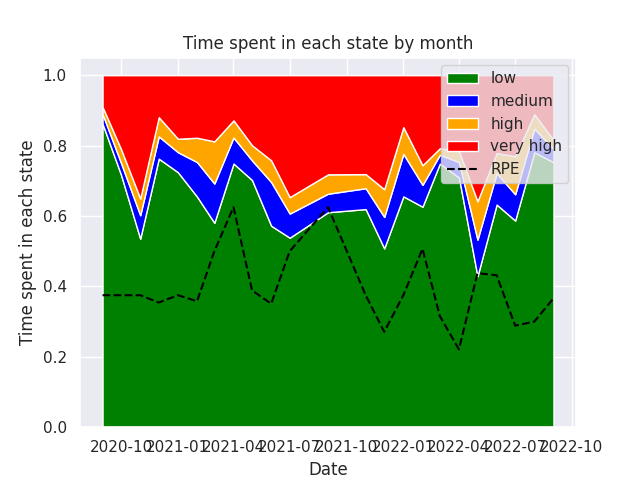 Time spent in each state by month
low
medium
high
very high
RPE
Time spent in each state
1.0
0.8
0.6
0.4
0.2
0.0
2020-10 2021-01 2021-04 2021-07 2021-10 2022-01 2022-04 2022-07 2022-10
Date